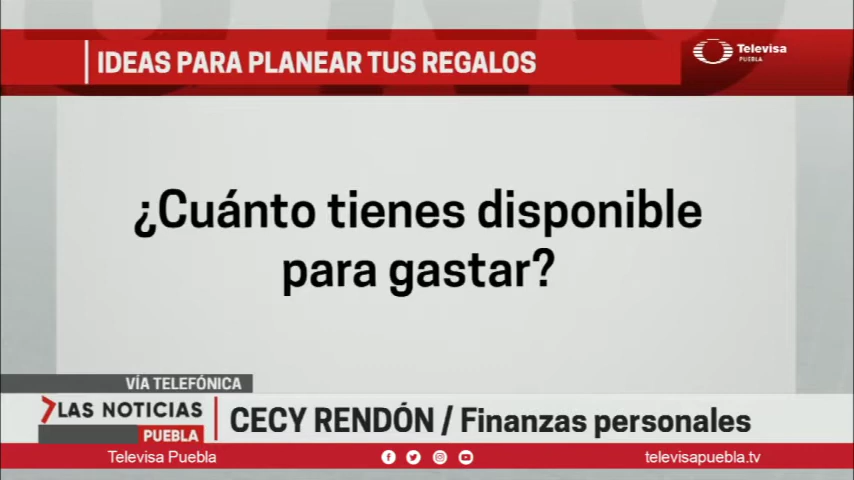 IDEAS PARA PLANEAR TUS REGALOS
Televisa
PUEBLA
¿Cuánto tienes disponible
para gastar?
VÍA TELEFÓNICA
LAS NOTICIAS
PUEBLA
CECY RENDÓN / Finanzas personales
Televisa Puebla
televisapuebla.tv